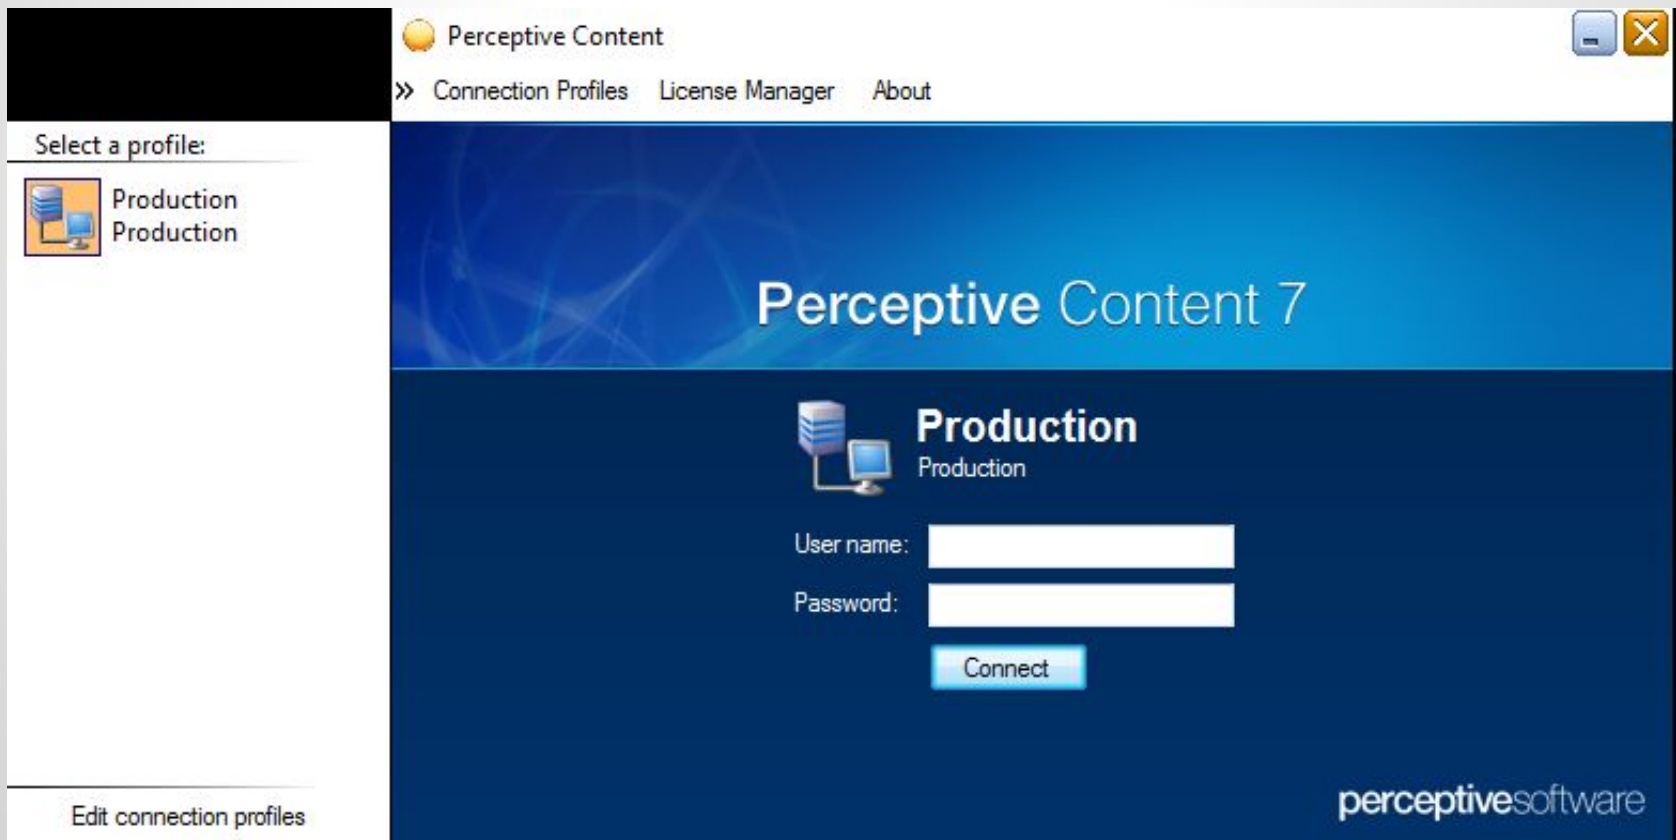 Perceptive Content
» Connection Profiles License Manager About
Select a profile:
Production
Production
Perceptive Content 7
Production
Production
User name:
Password:
Connect
Edit connection profiles
perceptivesoftware